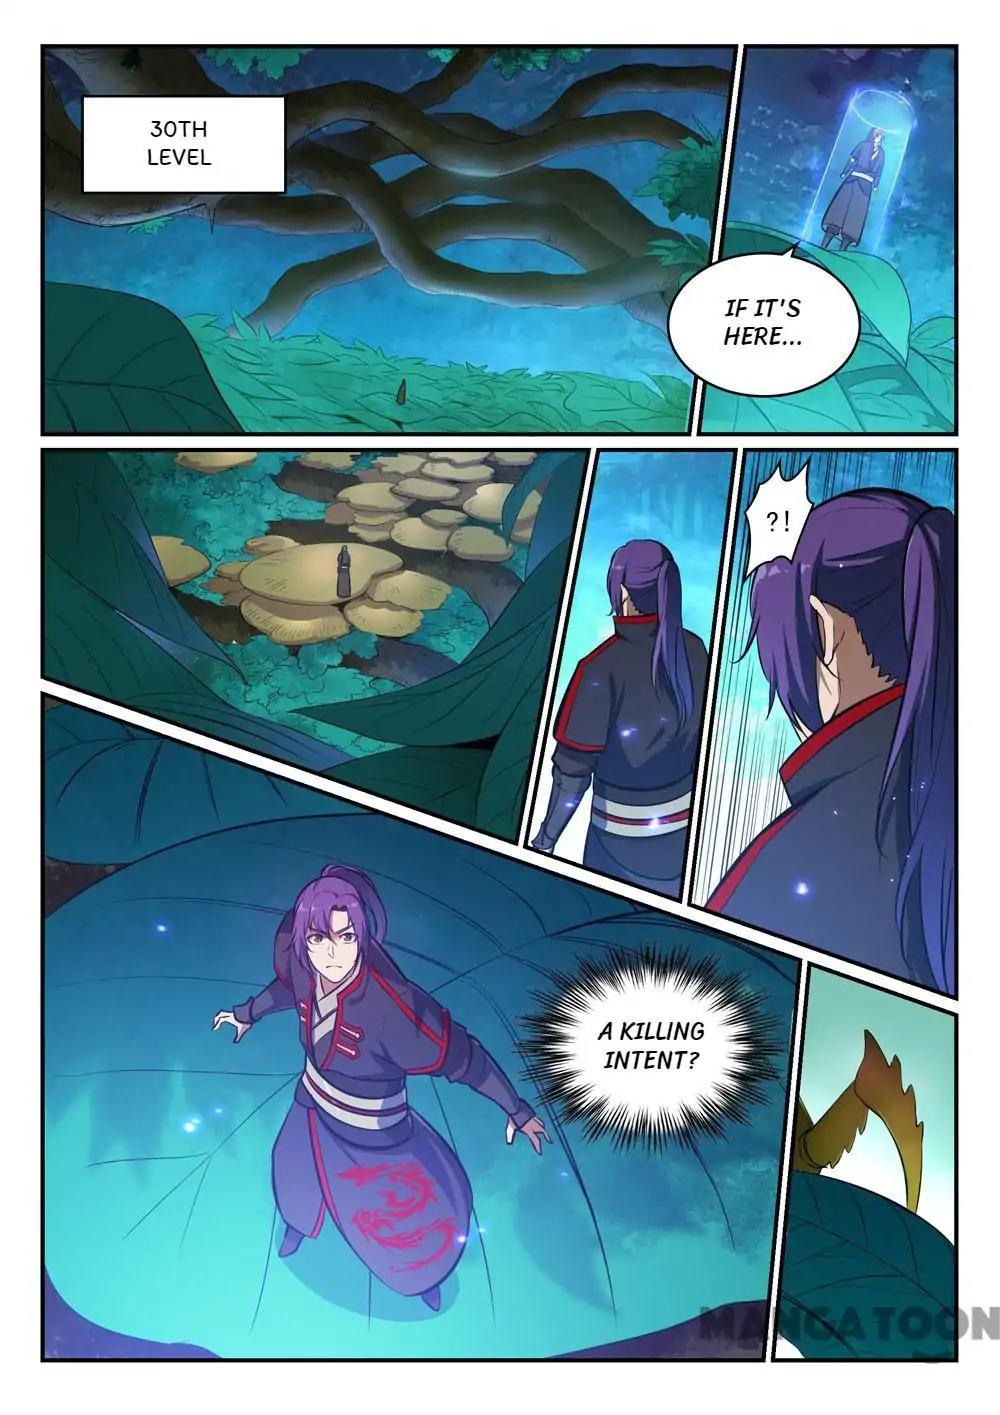 30TH
LEVEL
IF IT'S
HERE...
?!
A KILLING
INTENT?
MANGATOON